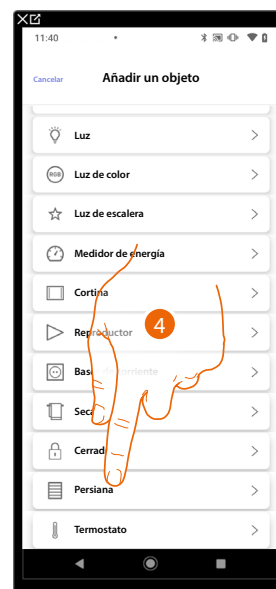 11:40
Cancelar Añadir un objeto
Luz
RGB Luz de color
Luz de escalera
Medidor de energía
Cortina
Reproductor
4
Persiana
Termostato